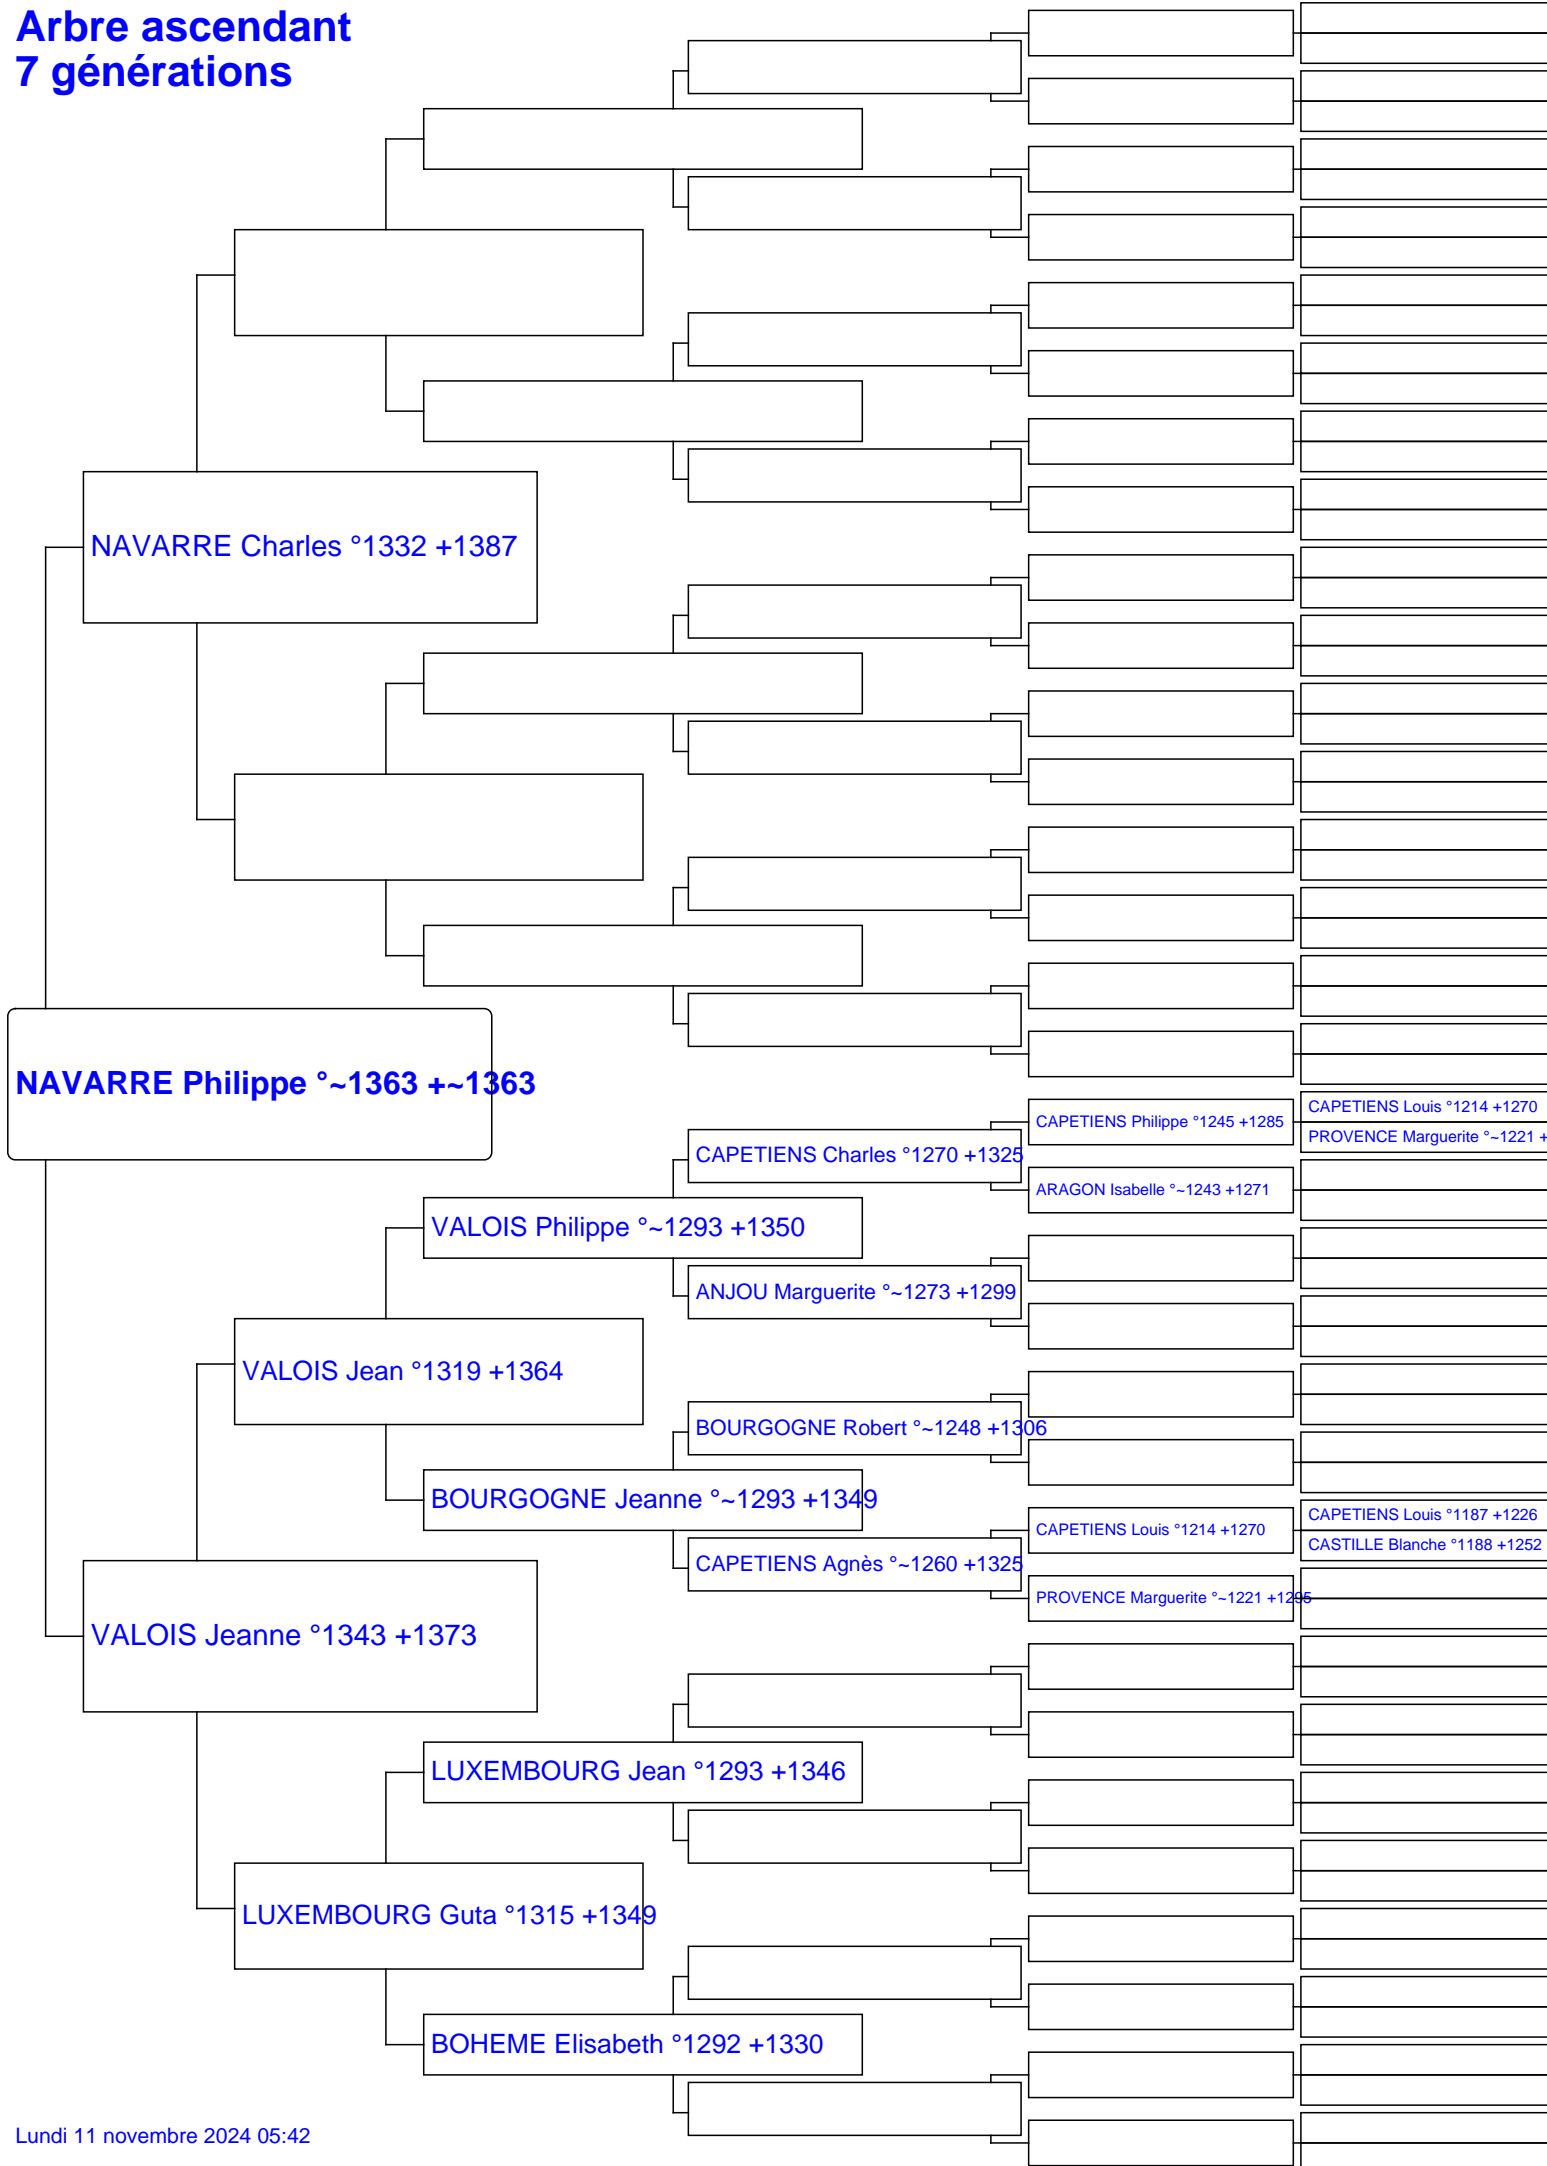 Arbre ascendant
7 générations
NAVARRE Charles °1332 +1387
NAVARRE Philippe °~1363 +~1363
CAPETIENS Philippe °1245 +1285
CAPETIENS Louis °1214 +1270
PROVENCE Marguerite °~1221 +
CAPETIENS Charles °1270 +1325
ARAGON Isabelle °~1243 +1271
VALOIS Philippe °~1293 +1350
ANJOU Marguerite °~1273 +1299
VALOIS Jean °1319 +1364
BOURGOGNE Robert °~1248 +1306
BOURGOGNE Jeanne °~1293 +1349
CAPETIENS Louis °1214 +1270
CAPETIENS Louis °1187 +1226
CASTILLE Blanche °1188 +1252
CAPETIENS Agnès °~1260 +1325
PROVENCE Marguerite °~1221 +1295
VALOIS Jeanne °1343 +1373
LUXEMBOURG Jean °1293 +1346
LUXEMBOURG Guta °1315 +1349
BOHEME Elisabeth °1292 +1330
Lundi 11 novembre 2024 05:42